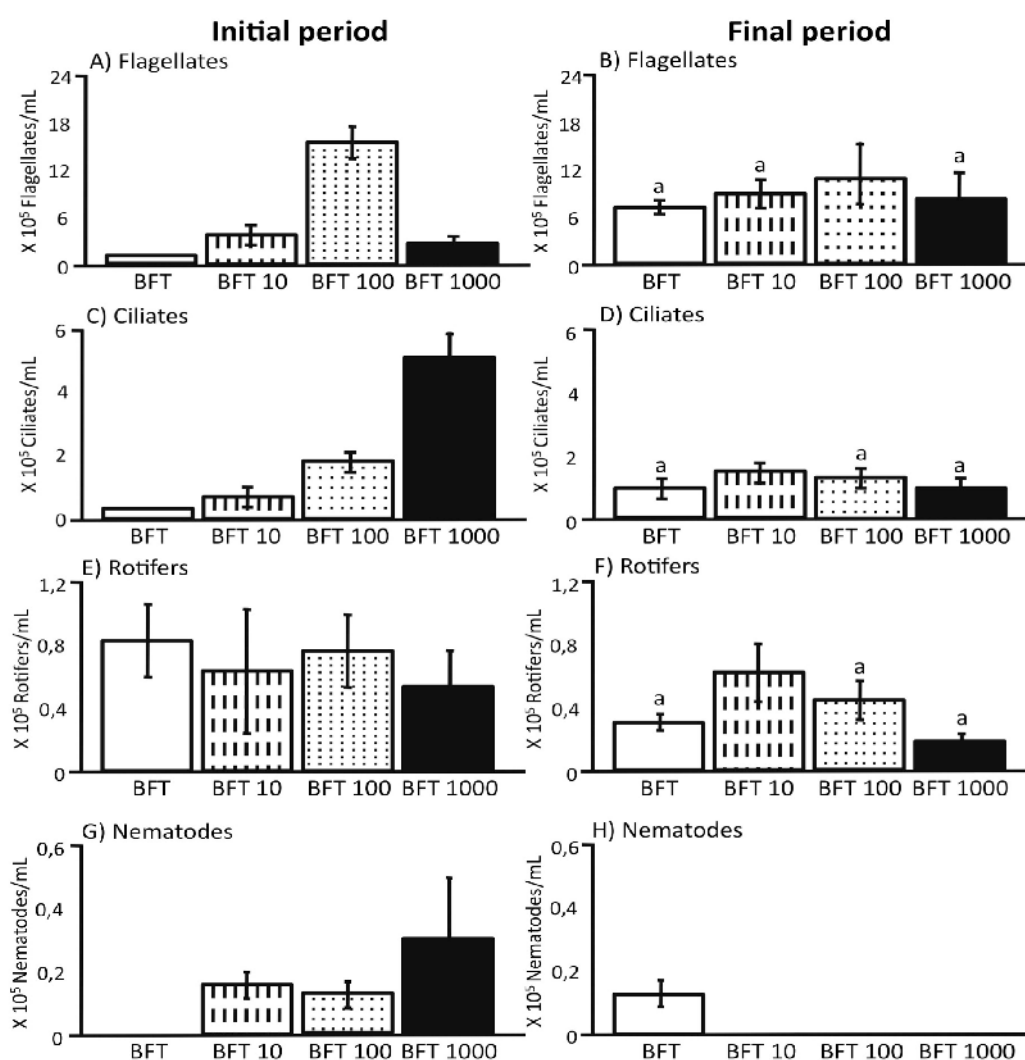 Initial period
Final period
A) Flagellates
X 10⁵ Flagellates/mL
24
18
12
6
0
BFT
BFT 10
BFT 100
BFT 1000
B) Flagellates
X 10⁵ Flagellates/mL
24
18
12
6
0
a
a
a
BFT
BFT 10
BFT 100
BFT 1000
C) Ciliates
X 10⁵ Ciliates/mL
6
4
2
0
BFT
BFT 10
BFT 100
BFT 1000
D) Ciliates
X 10⁵ Ciliates/mL
6
4
2
0
a
a
a
BFT
BFT 10
BFT 100
BFT 1000
E) Rotifers
X 10⁵ Rotifers/mL
1,2
0,8
0,4
0
BFT
BFT 10
BFT 100
BFT 1000
F) Rotifers
X 10⁵ Rotifers/mL
1,2
0,8
0,4
0
a
a
a
BFT
BFT 10
BFT 100
BFT 1000
G) Nematodes
X 10⁵ Nematodes/mL
0,6
0,4
0,2
0
BFT
BFT 10
BFT 100
BFT 1000
H) Nematodes
X 10⁵ Nematodes/mL
0,6
0,4
0,2
0
BFT
BFT 10
BFT 100
BFT 1000